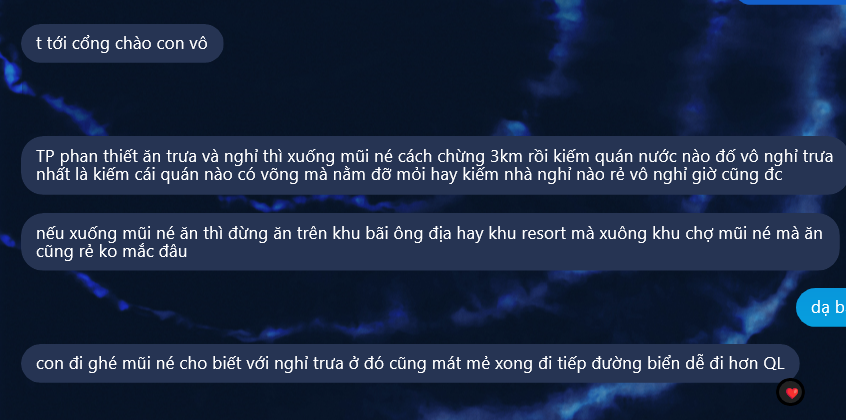 t tới cổng chào con vô
TP phan thiết ăn trưa và nghỉ thì xuống mũi né cách chừng 3km rồi kiếm quán nước nào đố vô nghỉ trưa
nhất là kiếm cái quán nào có võng mà nằm đỡ mỏi hay kiếm nhà nghỉ nào rẻ vô nghỉ giờ cũng đc
nếu xuống mũi né ăn thì đừng ăn trên khu bãi ông địa hay khu resort mà xuông khu chợ mũi né mà ăn
cũng rẻ ko mắc đâu
dạ b
con đi ghé mũi né cho biết với nghỉ trưa ở đó cũng mát mẻ xong đi tiếp đường biển dễ đi hơn QL